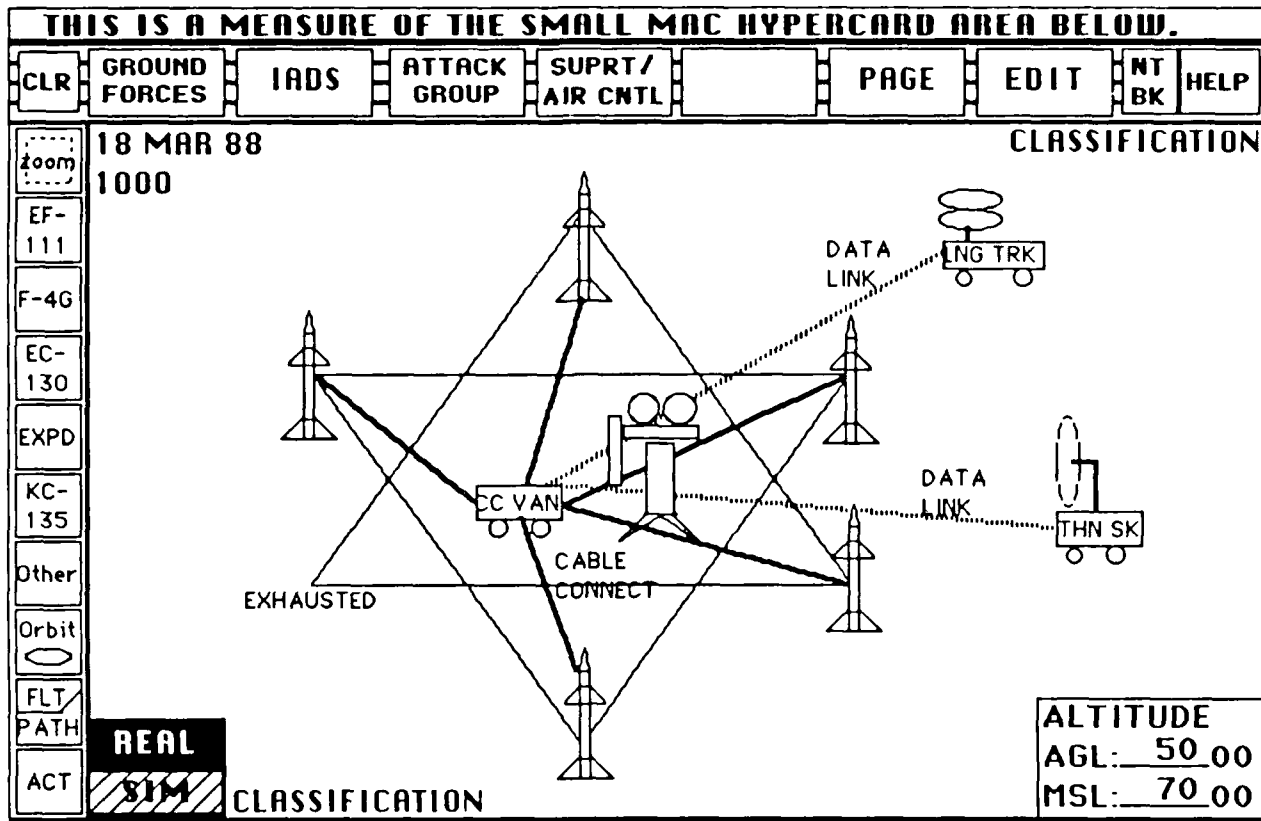 THIS IS A MEASURE OF THE SMALL MAC HYPERCARD AREA BELOW.
CLR
GROUND
FORCES
IADS
ATTACK
GROUP
SUPRT/
AIR CNTL
PAGE
EDIT
NT
BK
HELP
zoom
EF-
111
F-4G
EC-
130
EXPD
KC-
135
Other
Orbit
FLT
PATH
ACT
18 MAR 88
1000
CLASSIFICATION
DATA
LINK
LNG TRK
DATA
LINK
CC VAN
THN SK
CABLE
CONNECT
EXHAUSTED
REAL
SIM
CLASSIFICATION
ALTITUDE
AGL: 50 00
MSL: 70 00